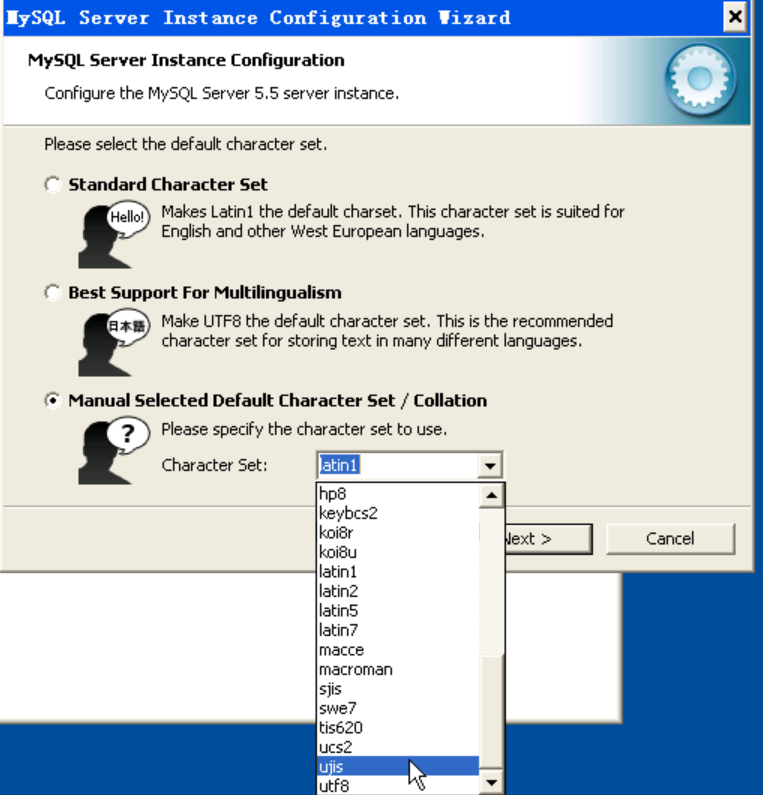 MySQL Server Instance Configuration Wizard
MySQL Server Instance Configuration
Configure the MySQL Server 5.5 server instance.
Please select the default character set.
Standard Character Set
Hello!
Makes Latin1 the default charset. This character set is suited for
English and other West European languages.
Best Support For Multilingualism
日本語
Make UTF8 the default character set. This is the recommended
character set for storing text in many different languages.
Manual Selected Default Character Set / Collation
?
Please specify the character set to use.
Character Set:
latin1
hp8
keybcs2
koi8r
koi8u
latin1
latin2
latin5
latin7
macce
macroman
sjis
swe7
tis620
ucs2
ujis
utf8
Next >
Cancel